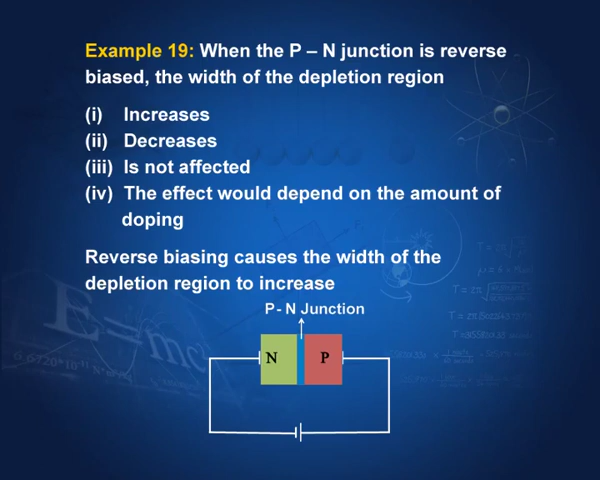 Example 19: When the P – N junction is reverse
biased, the width of the depletion region
(i) Increases
(ii) Decreases
(iii) Is not affected
(iv) The effect would depend on the amount of
doping
Reverse biasing causes the width of the
depletion region to increase
P- N Junction
N P
E=mc